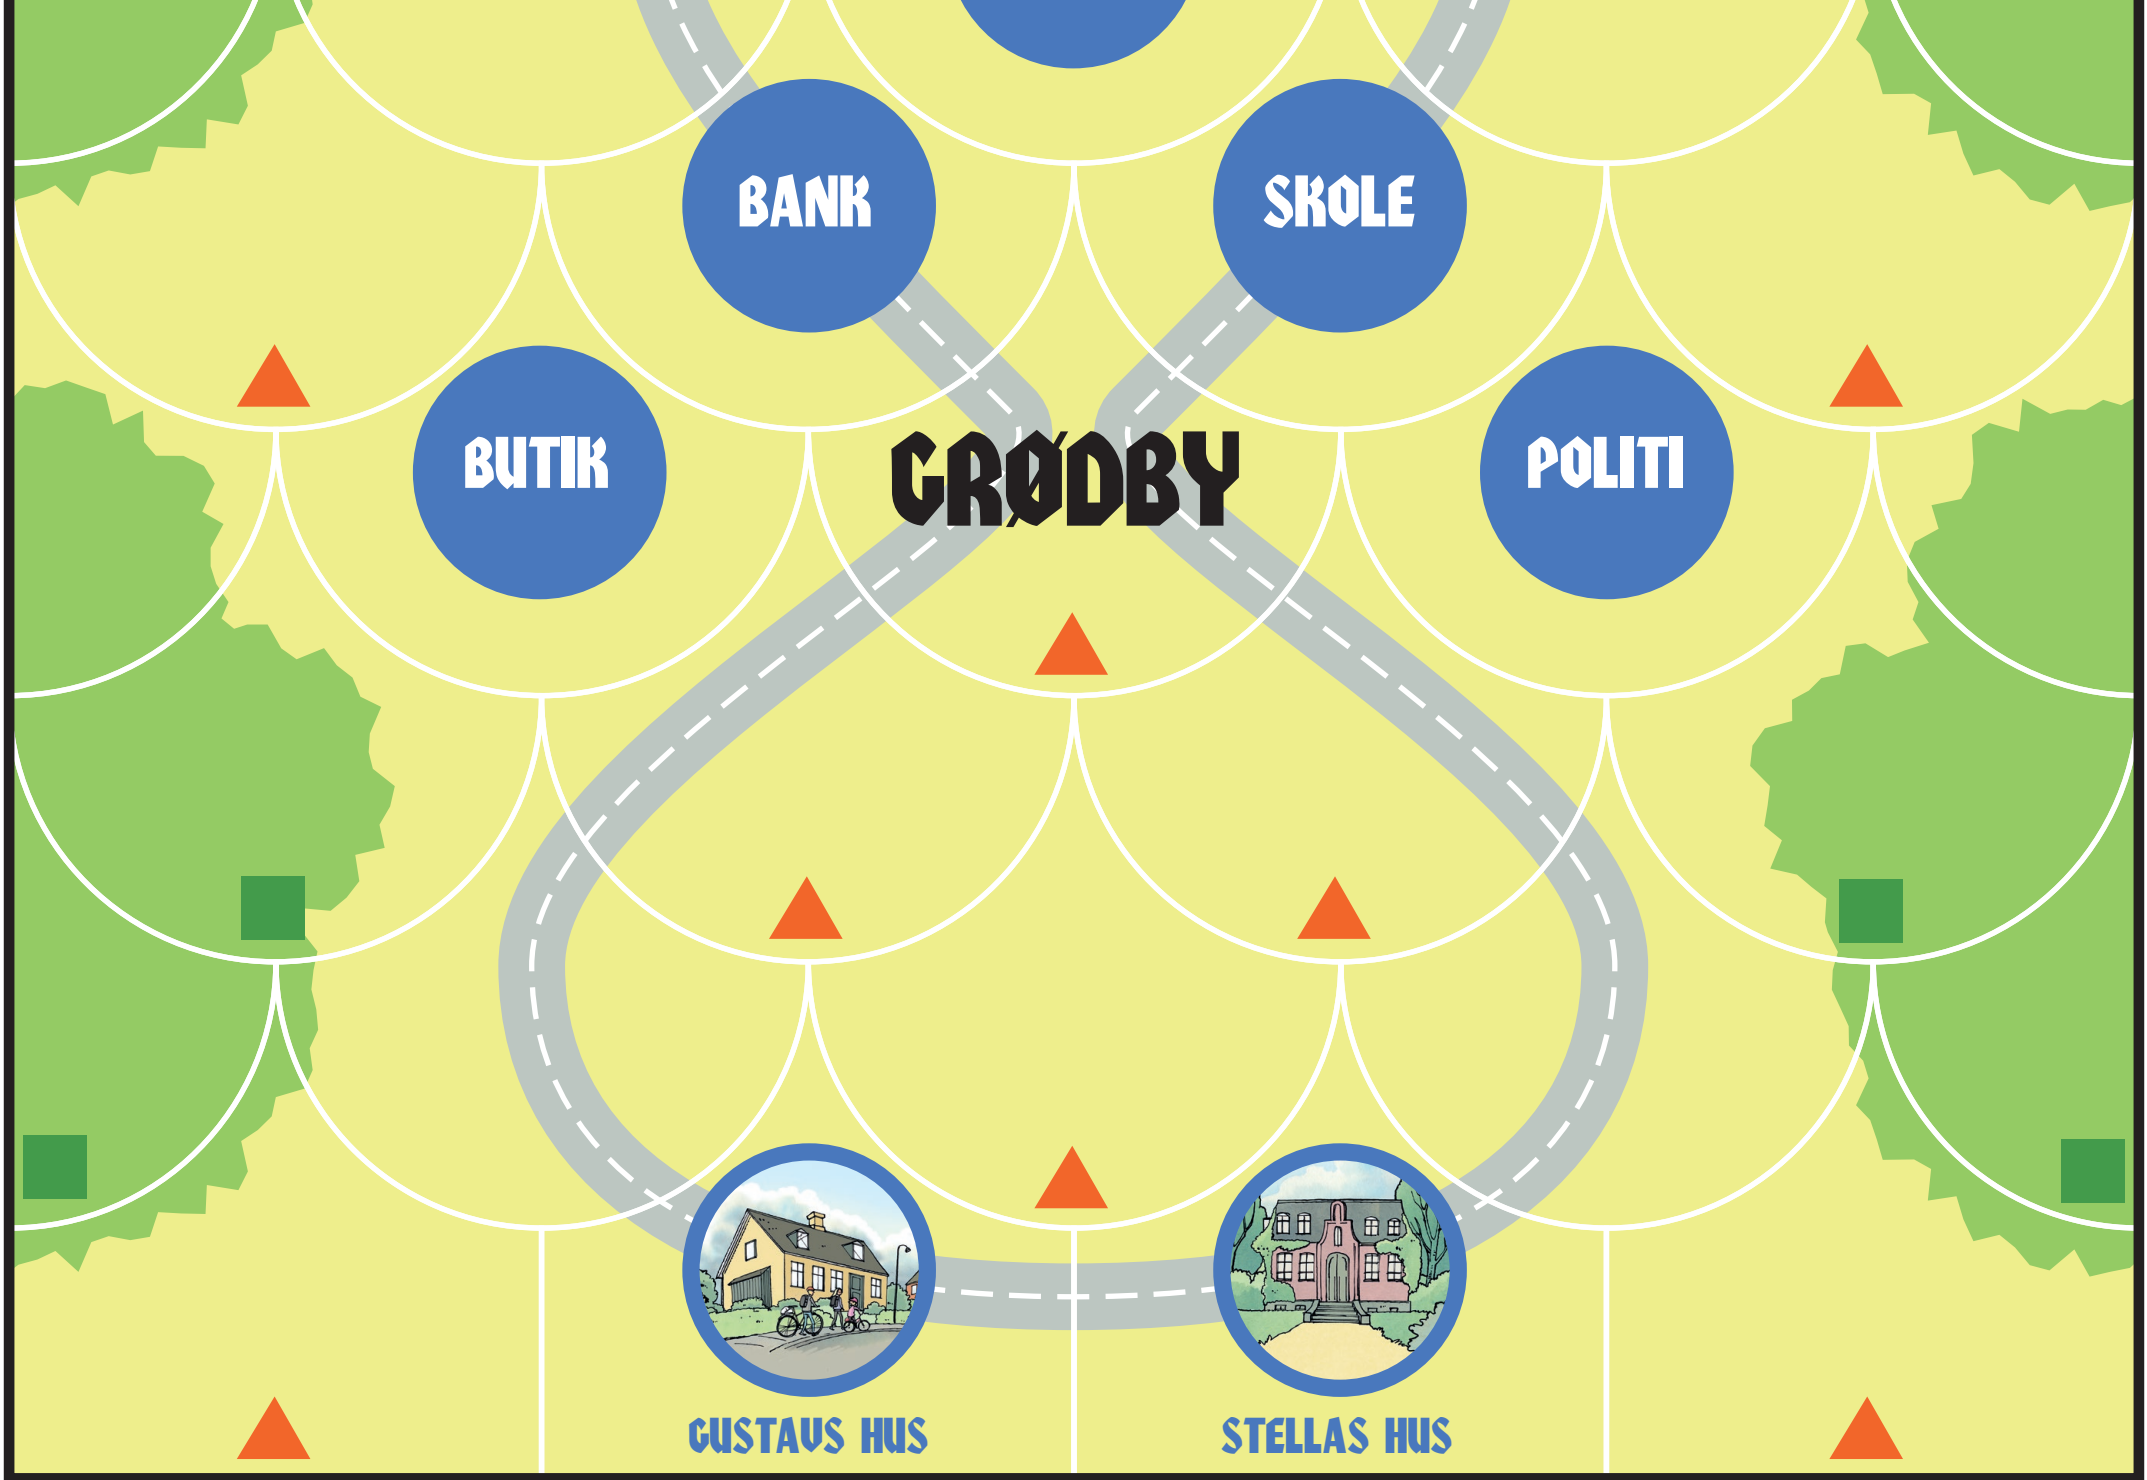 BANK
SKOLE
BUTIK
GRØDBY
POLITI
GUSTAVS HUS
STELLAS HUS